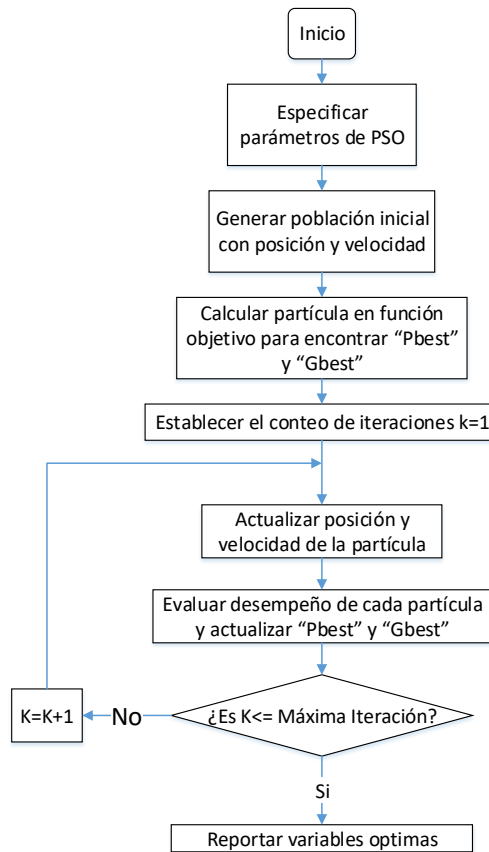 Inicio
Especificar
parámetros de PSO
Generar población inicial
con posición y velocidad
Calcular partícula en función
objetivo para encontrar “Pbest”
y “Gbest”
Establecer el conteo de iteraciones k=1
Actualizar posición y
velocidad de la partícula
Evaluar desempeño de cada partícula
y actualizar “Pbest” y “Gbest”
¿Es K<= Máxima Iteración?
No
K=K+1
Si
Reportar variables optimas